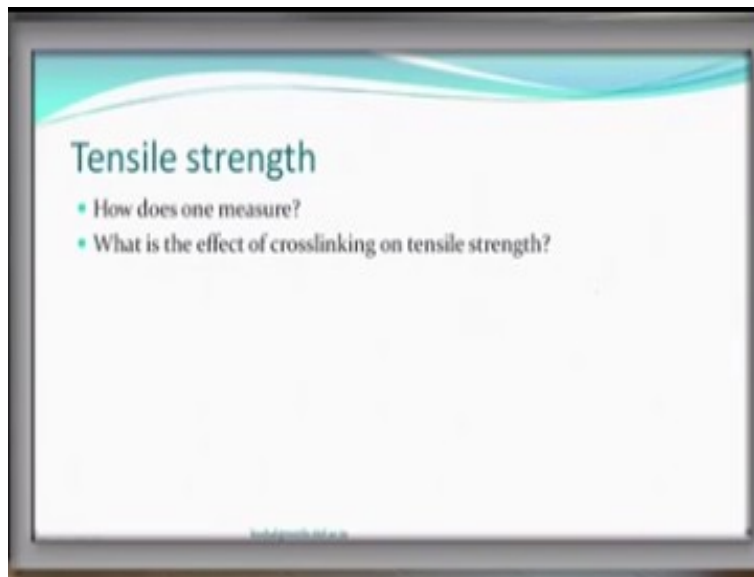 Tensile strength
• How does one measure?
• What is the effect of crosslinking on tensile strength?